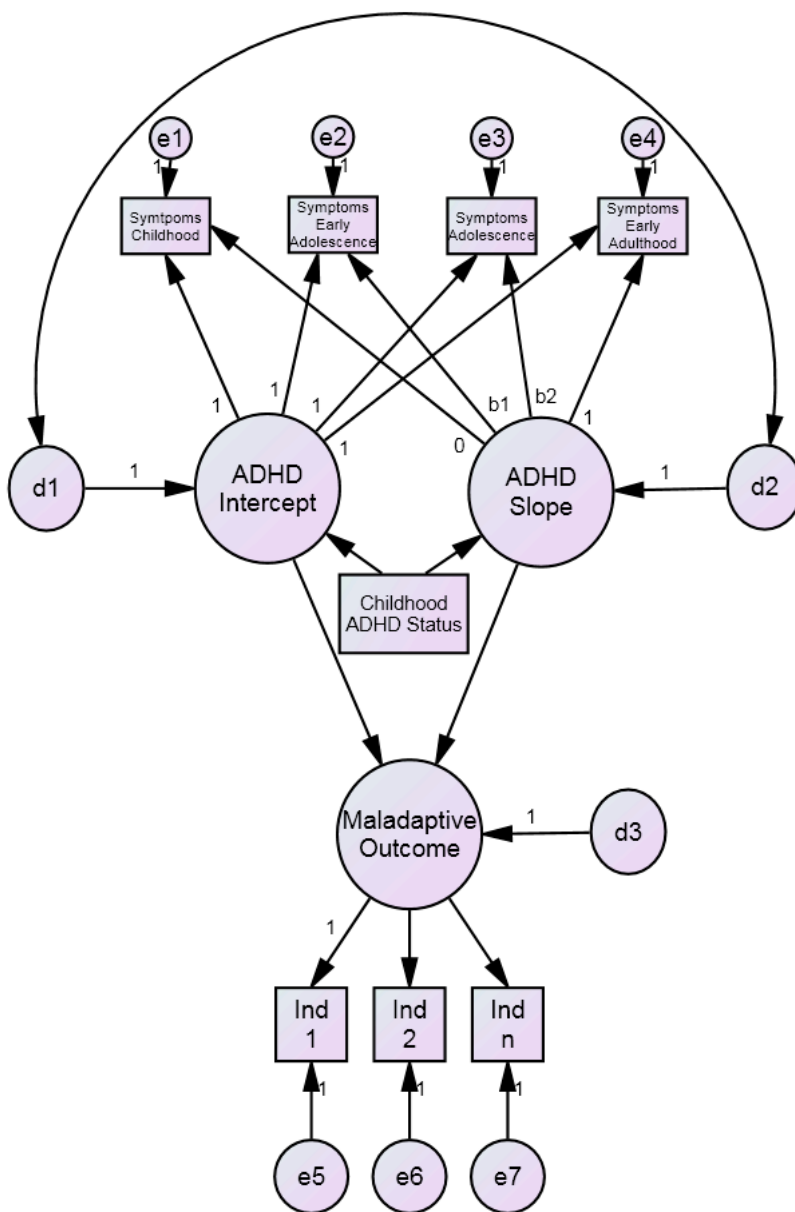 e1
e2
e3
e4
1
1
1
1
Symtpoms
Childhood
Symptoms
Early
Adolescence
Symptoms
Adolescence
Symptoms
Early
Adulthood
1
1
1
1
0
b1
b2
1
d1
1
ADHD
Intercept
ADHD
Slope
1
d2
Childhood
ADHD Status
Maladaptive
Outcome
1
d3
1
Ind
1
Ind
2
Ind
n
1
1
1
e5
e6
e7